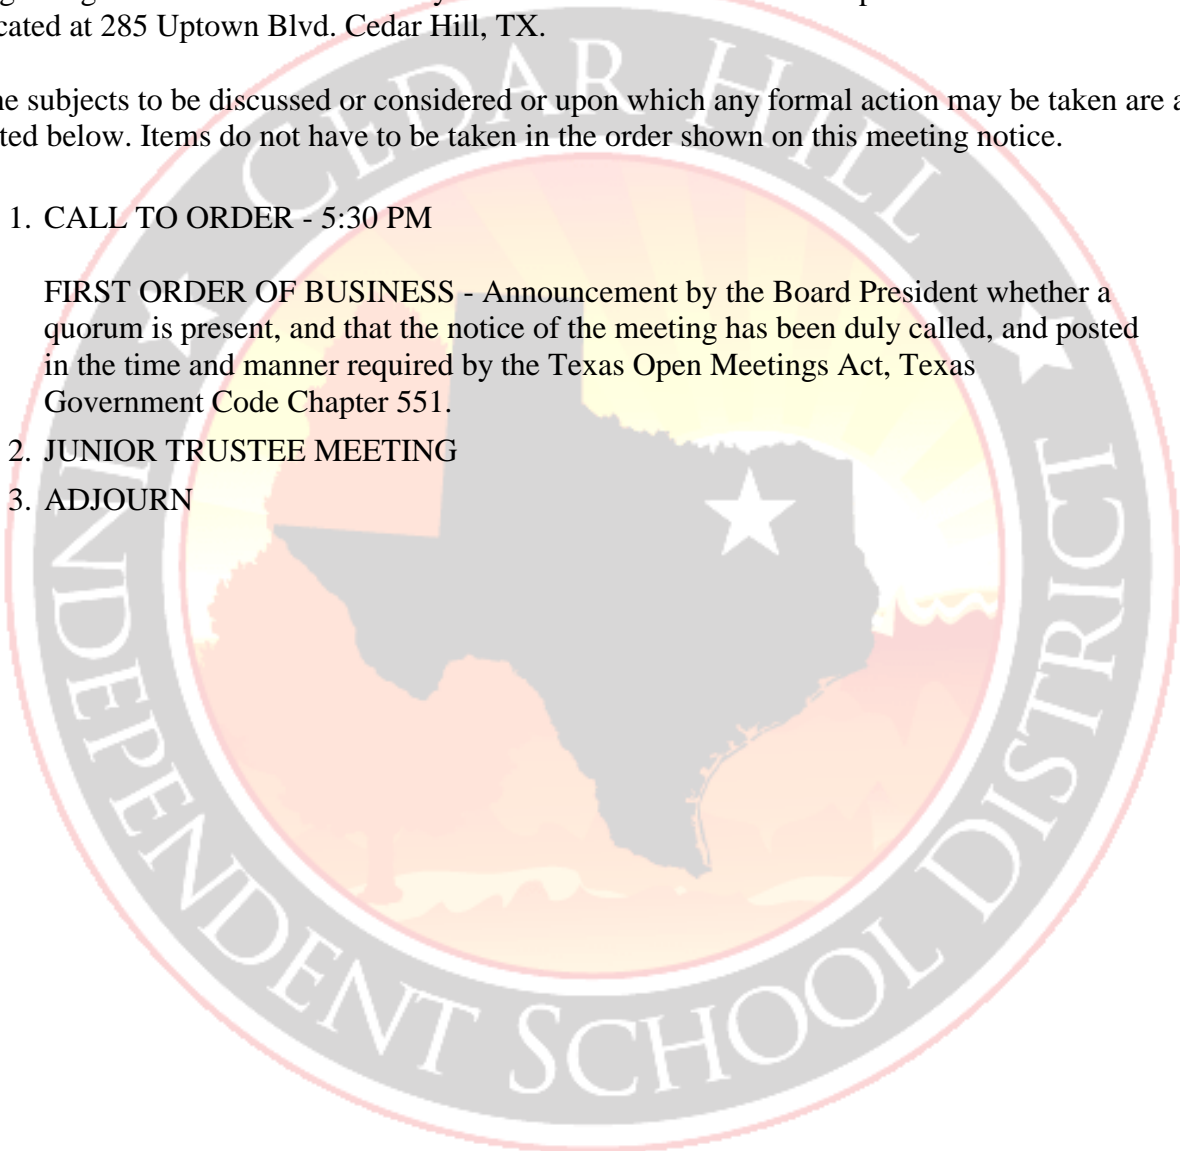 cated at 285 Uptown Blvd. Cedar Hill, TX.
ne subjects to be discussed or considered or upon which any formal action may be taken are a
ted below. Items do not have to be taken in the order shown on this meeting notice.
1. CALL TO ORDER - 5:30 PM
FIRST ORDER OF BUSINESS - Announcement by the Board President whether a
quorum is present, and that the notice of the meeting has been duly called, and posted
in the time and manner required by the Texas Open Meetings Act, Texas
Government Code Chapter 551.
2. JUNIOR TRUSTEE MEETING
3. ADJOURN
CEDAR HILL
INDEPENDENT SCHOOL DISTRICT